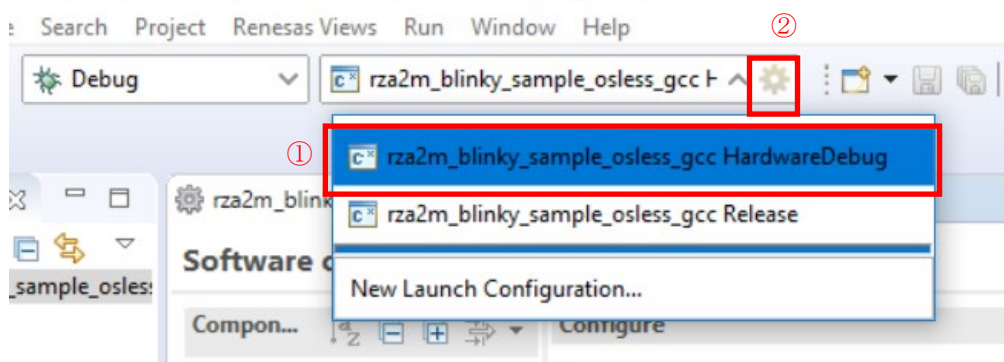 Search Project Renesas Views Run Window Help
②
Debug
rza2m_blinky_sample_osless_gcc H
①
rza2m_blinky_sample_osless_gcc HardwareDebug
rza2m_blink
rza2m_blinky_sample_osless_gcc Release
Software c
_sample_osles
New Launch Configuration...
Compon...
Configure